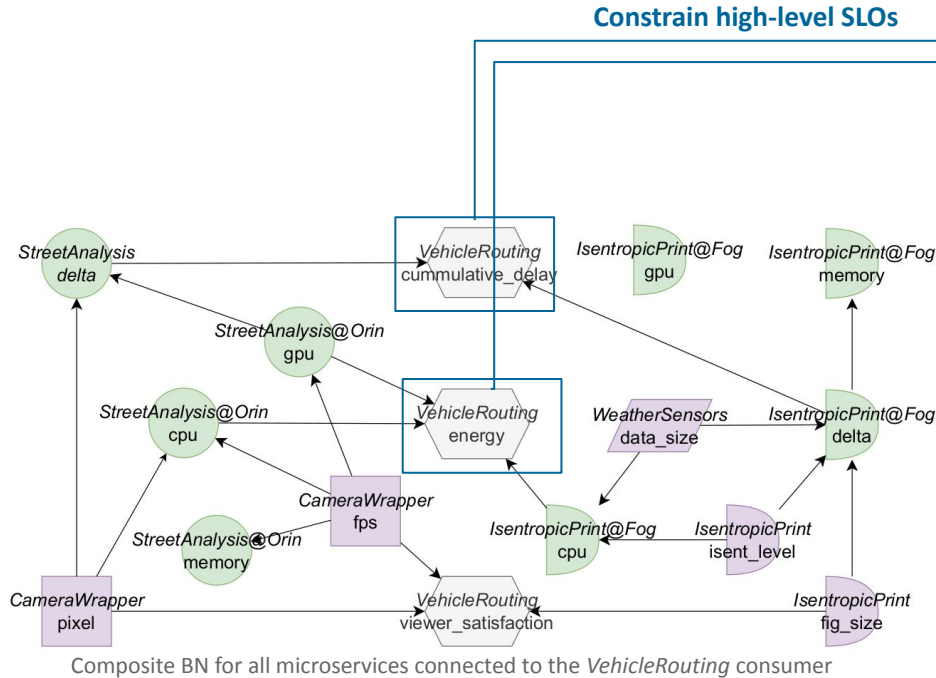 Constrain high-level SLOs
StreetAnalysis
delta
VehicleRouting
cummulative_delay
IsentropicPrint@Fog
gpu
IsentropicPrint@Fog
memory
StreetAnalysis@Orin
gpu
StreetAnalysis@Orin
cpu
VehicleRouting
energy
WeatherSensors
data_size
IsentropicPrint@Fog
delta
CameraWrapper
fps
StreetAnalysis@Orin
memory
IsentropicPrint@Fog
cpu
IsentropicPrint
isent_level
CameraWrapper
pixel
VehicleRouting
viewer_satisfaction
IsentropicPrint
fig_size
Composite BN for all microservices connected to the VehicleRouting consumer